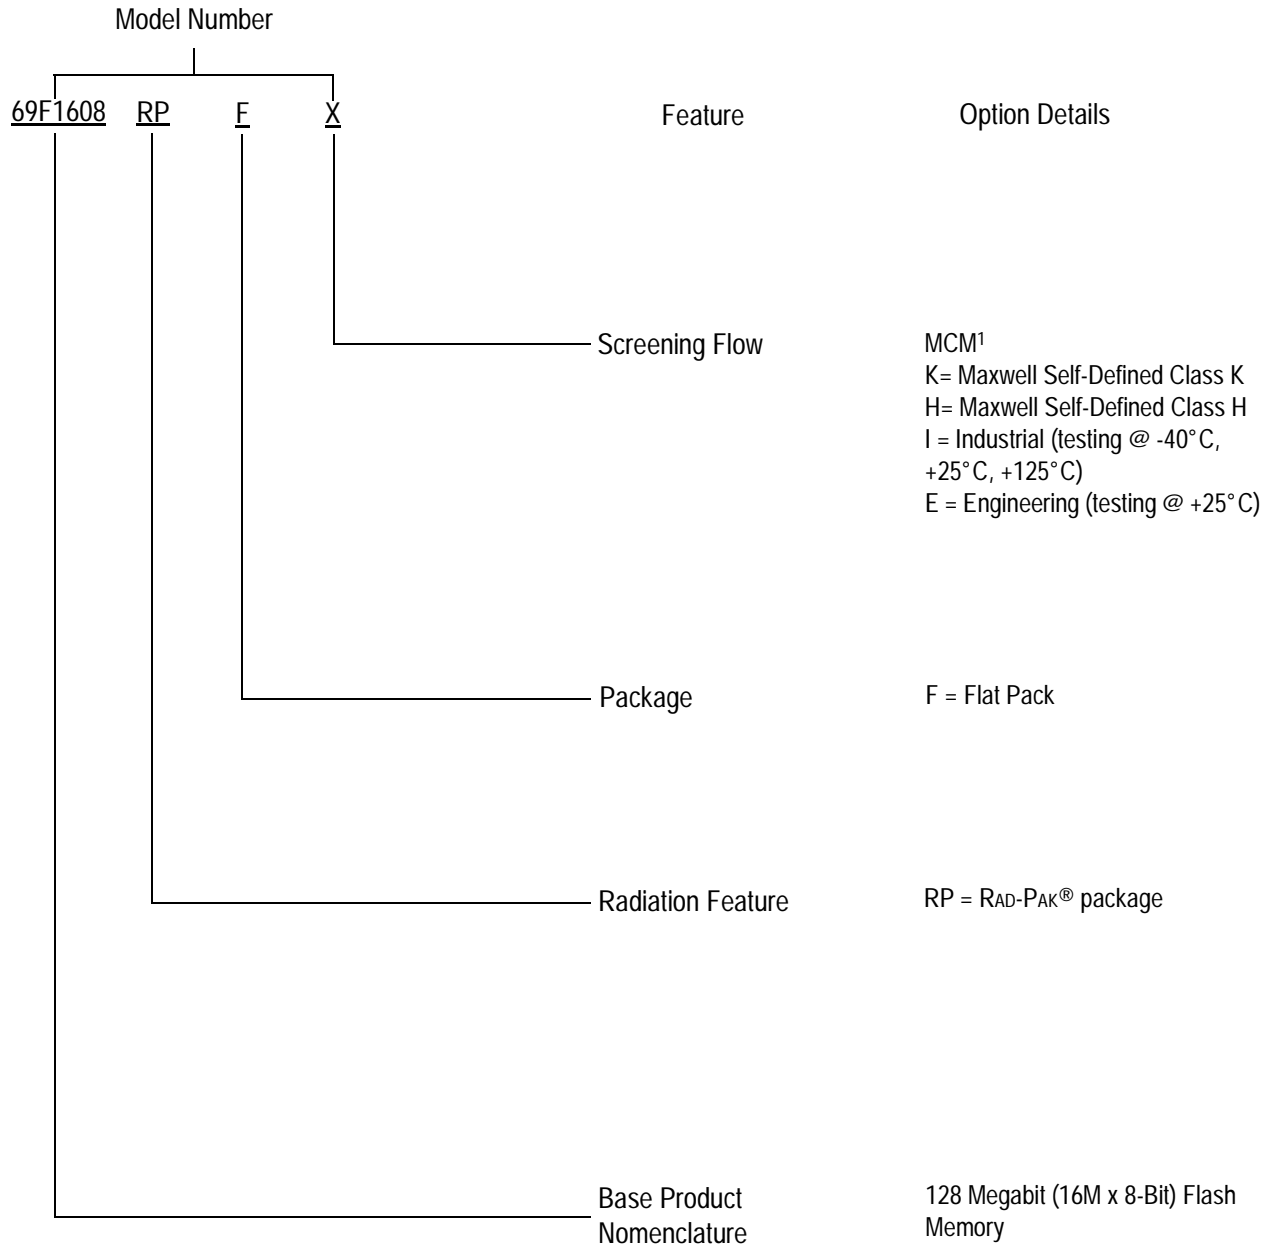 Model Number
69F1608 RP F X Feature Option Details
Screening Flow MCM¹
K= Maxwell Self-Defined Class K
H= Maxwell Self-Defined Class H
I = Industrial (testing @ -40°C,
+25°C, +125°C)
E = Engineering (testing @ +25°C)
Package F = Flat Pack
Radiation Feature RP = RAD-PAK® package
Base Product
Nomenclature
128 Megabit (16M x 8-Bit) Flash
Memory